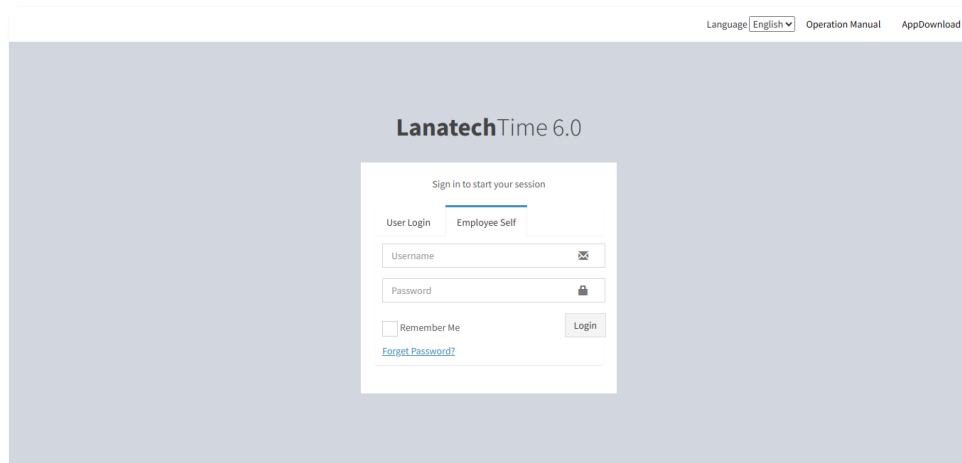 Language English Operation Manual AppDownload
LanatechTime 6.0
Sign in to start your session
User Login Employee Self
Username
Password
Remember Me Login
Forget Password?